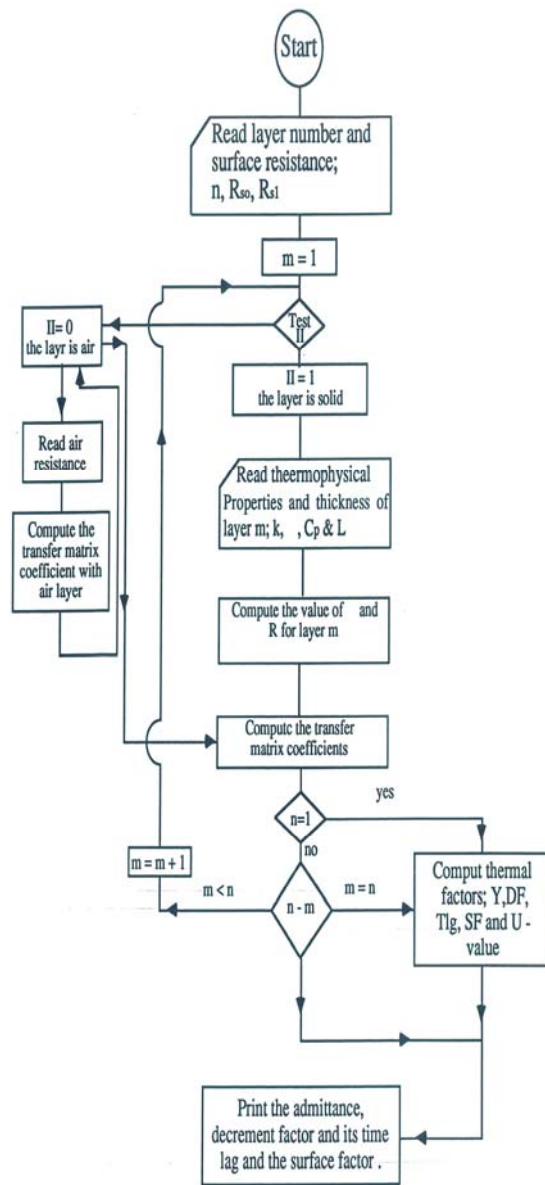 Start
Read layer number and
surface resistance;
n, Rso, Rs1
m = 1
Test
II
II= 0
the layr is air
II = 1
the layer is solid
Read air
resistance
Read theermophysical
Properties and thickness of
layer m; k, , Cp & L
Compute the
transfer matrix
coefficient with
air layer
Compute the value of and
R for layer m
Compute the transfer
matrix coefficients
yes
n=1
no
m = m + 1
m < n
n - m
m = n
Comput thermal
factors; Y,DF,
Tlg, SF and U -
value
Print the admittance,
decrement factor and its time
lag and the surface factor .